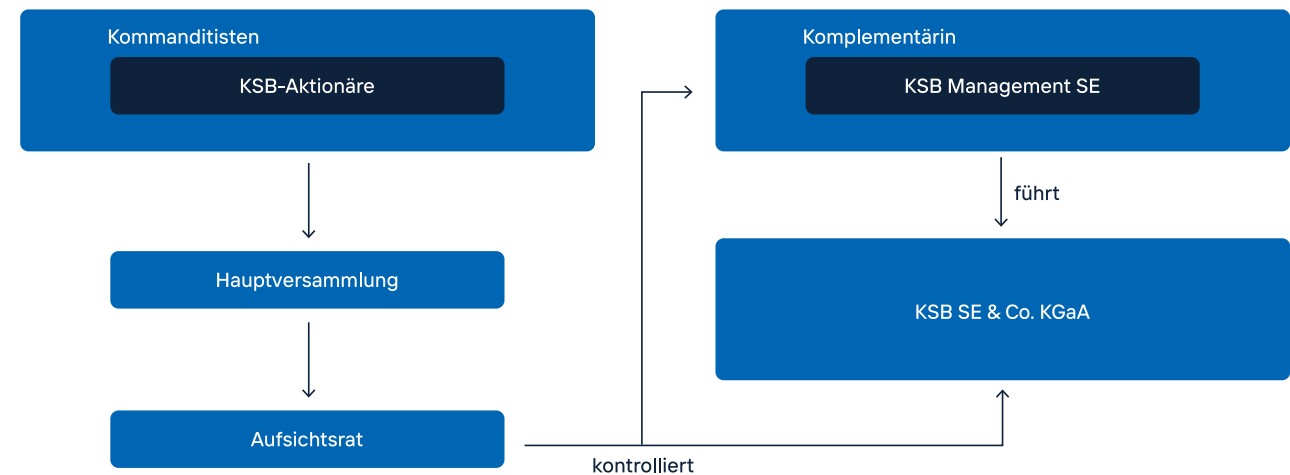 Kommanditisten
KSB-Aktionäre
Hauptversammlung
Aufsichtsrat
kontrolliert
Komplementärin
KSB Management SE
führt
KSB SE & Co. KGaA